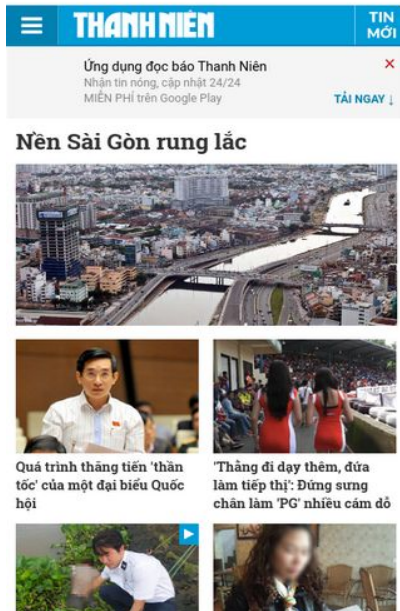 THANH NIÊN
TIN
MỚI
Ứng dụng đọc báo Thanh Niên
Nhận tin nóng, cập nhật 24/24
MIỄN PHÍ trên Google Play
TẢI NGAY ↓
Nền Sài Gòn rung lắc
Quá trình thăng tiến 'thần
tốc' của một đại biểu Quốc
hội
'Thằng đi dạy thêm, đứa
làm tiếp thị': Đứng sưng
chân làm 'PG' nhiều cám dỗ